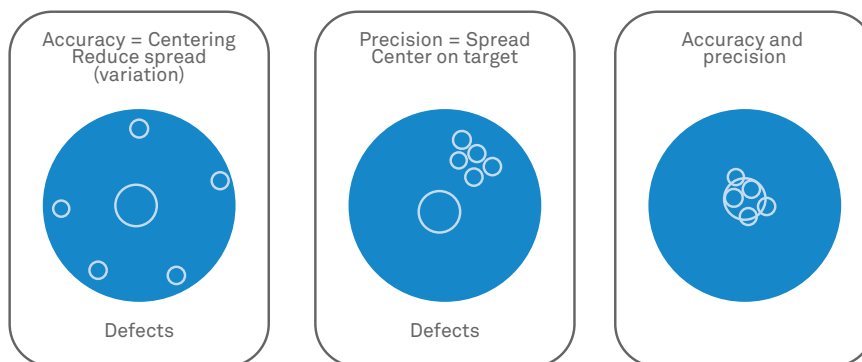 Accuracy = Centering
Reduce spread
(variation)
Defects
Precision = Spread
Center on target
Defects
Accuracy and
precision